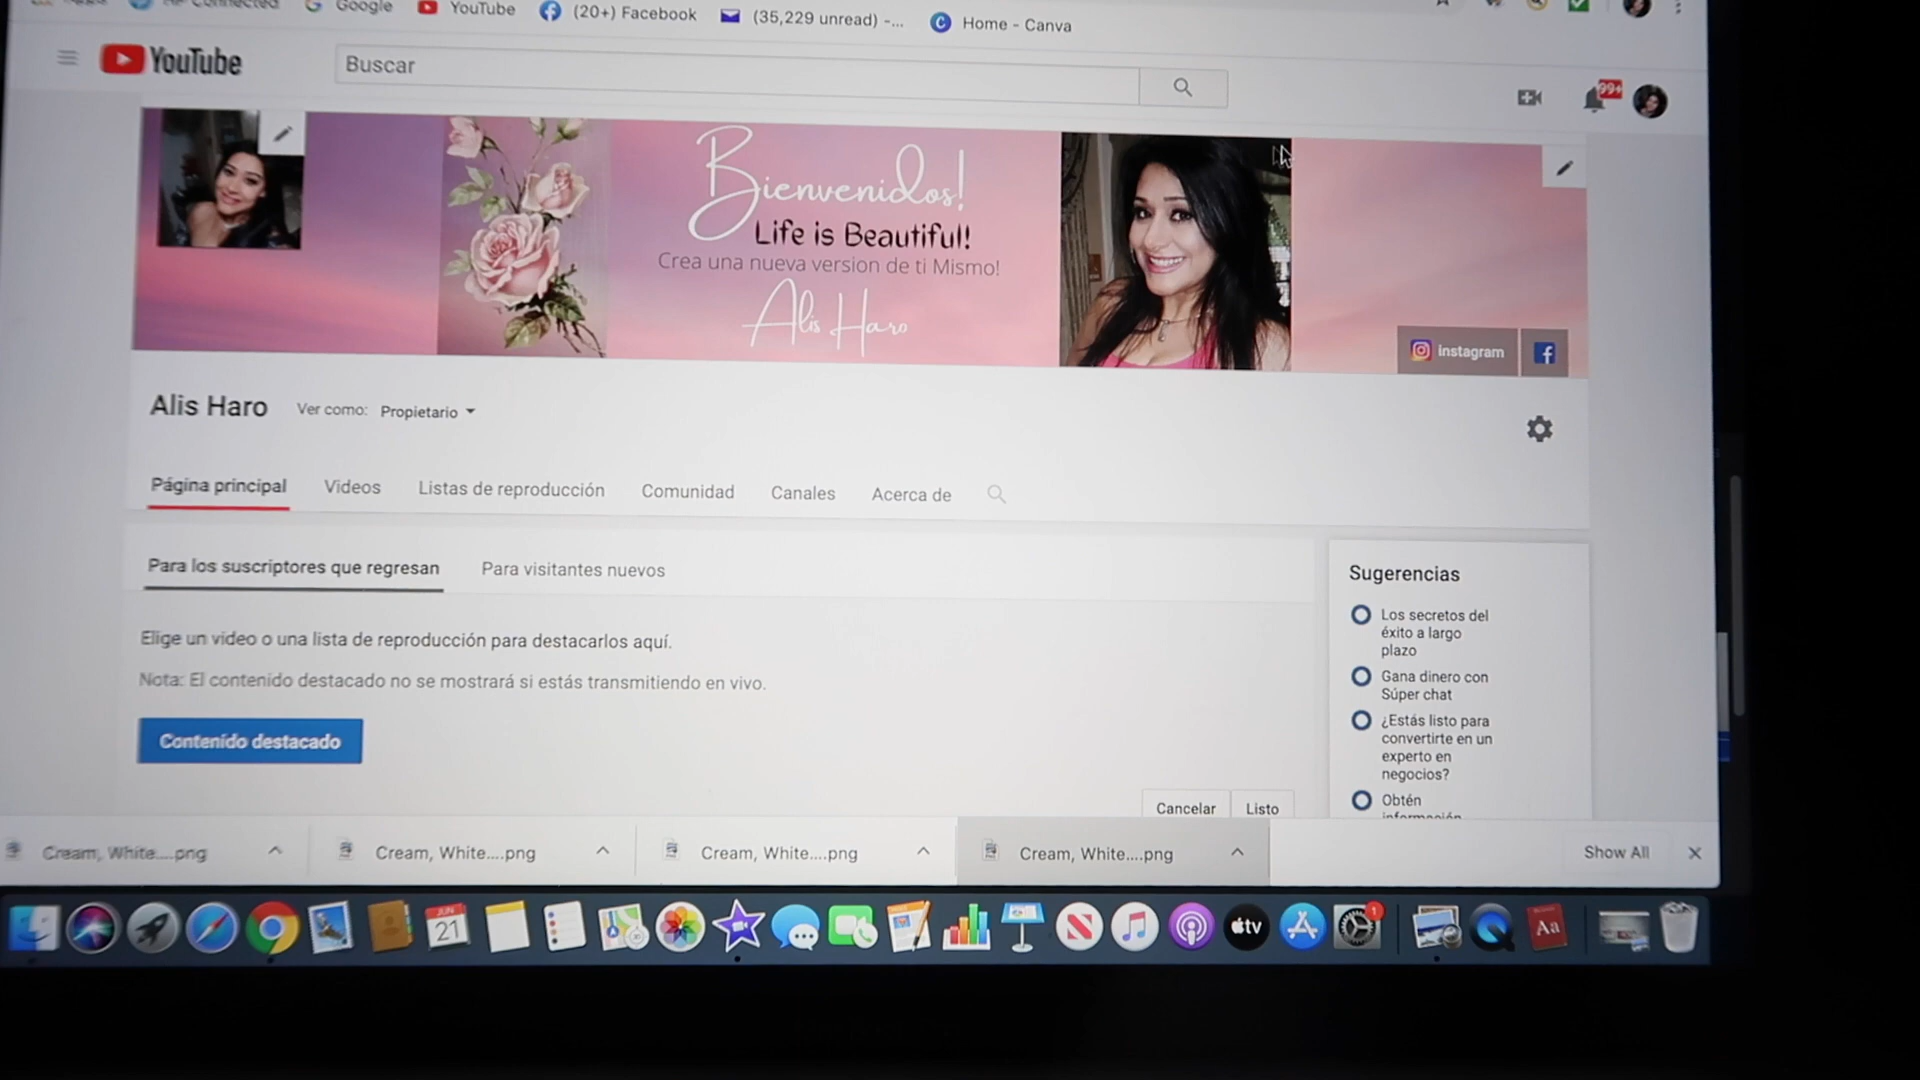 Google
YouTube
(20+) Facebook
(35,229 unread) -...
Home - Canva
YouTube
Buscar
99+
Bienvenidos!
Life is Beautiful!
Crea una nueva version de ti Mismo!
Alis Haro
instagram
Alis Haro
Ver como: Propietario
Página principal
Videos
Listas de reproducción
Comunidad
Canales
Acerca de
Para los suscriptores que regresan
Para visitantes nuevos
Elige un video o una lista de reproducción para destacarlos aquí.
Nota: El contenido destacado no se mostrará si estás transmitiendo en vivo.
Contenido destacado
Cancelar
Listo
Sugerencias
Los secretos del
éxito a largo
plazo
Gana dinero con
Súper chat
¿Estás listo para
convertirte en un
experto en
negocios?
Obtén
información
Cream, White....png
Cream, White....png
Cream, White....png
Cream, White....png
Show All
JUN
21
tv
1
Aa